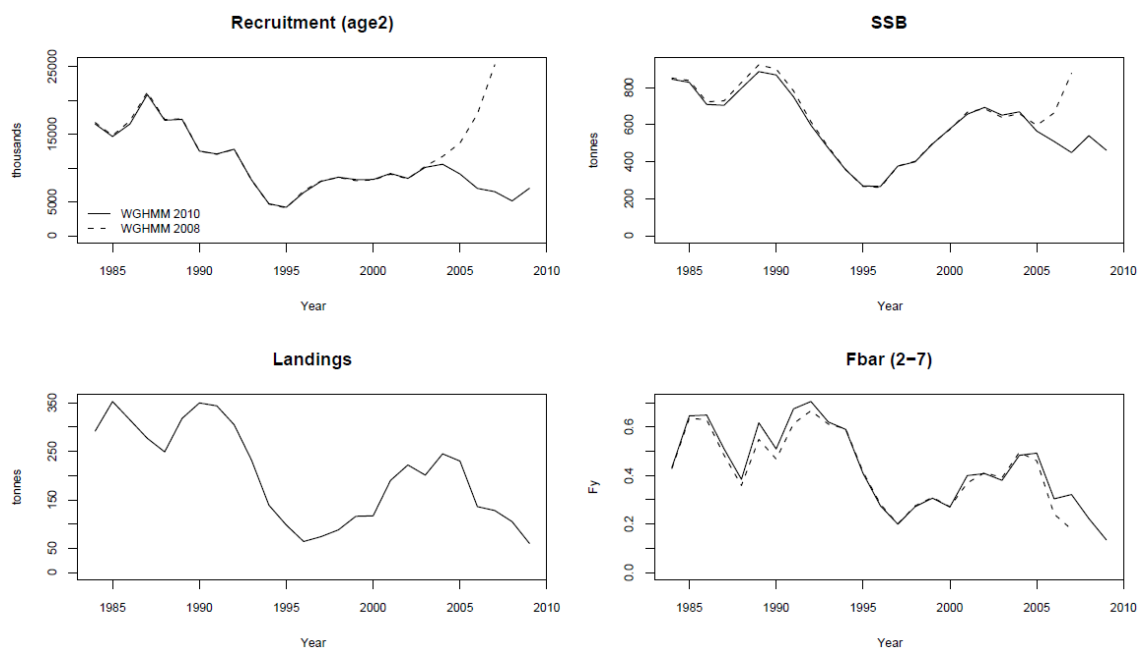 Recruitment (age2)
25000
15000
5000
0
thousands
WGHMM 2010
WGHMM 2008
1985 1990 1995 2000 2005 2010
Year
SSB
800
600
400
200
0
tonnes
1985 1990 1995 2000 2005 2010
Year
Landings
350
250
150
50
0
tonnes
1985 1990 1995 2000 2005 2010
Year
Fbar (2−7)
0.6
0.4
0.2
0.0
Fy
1985 1990 1995 2000 2005 2010
Year